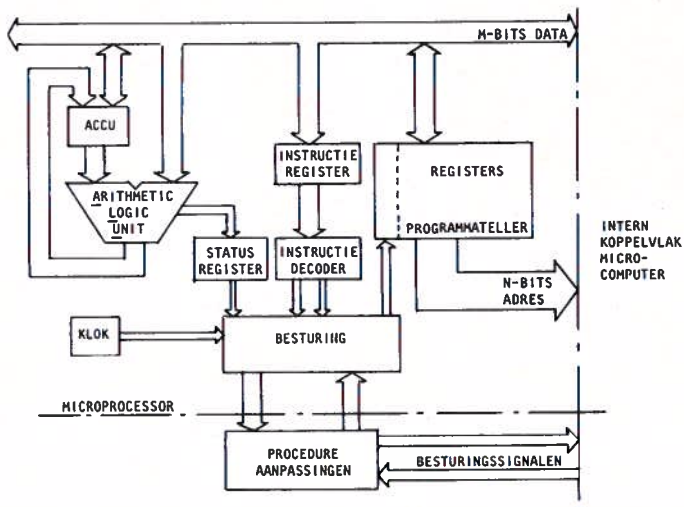 M-BITS DATA
ACCU
INSTRUCTIE
REGISTER
REGISTERS
ARITHMETIC
LOGIC
UNIT
PROGRAMMATELLER
INTERN
KOPPELVLAK
MICRO-
COMPUTER
STATUS
REGISTER
INSTRUCTIE
DECODER
N-BITS
ADRES
KLOK
BESTURING
MICROPROCESSOR
PROCEDURE
AANPASSINGEN
BESTURINGSSIGNALEN